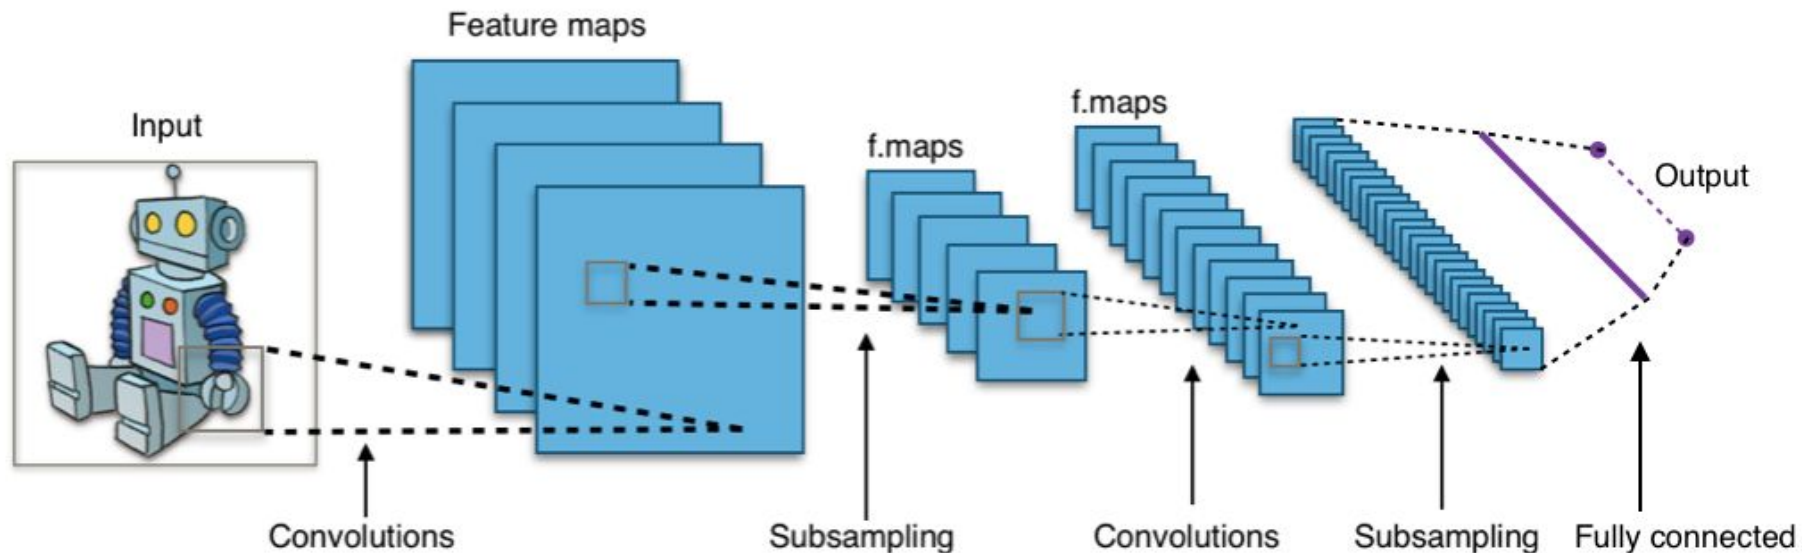 Feature maps
Input
f.maps
f.maps
Output
Convolutions
Subsampling
Convolutions
Subsampling
Fully connected